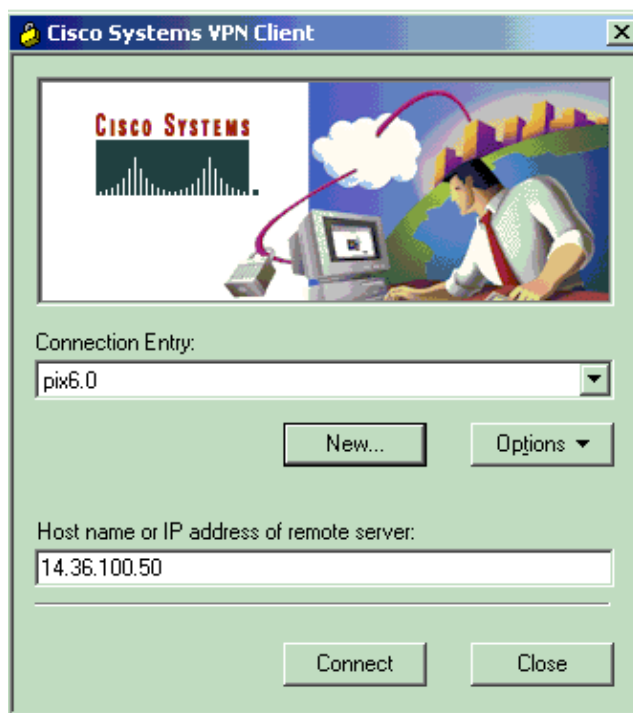 Cisco Systems VPN Client
CISCO SYSTEMS
Connection Entry:
pix6.0
New...
Options
Host name or IP address of remote server:
14.36.100.50
Connect
Close